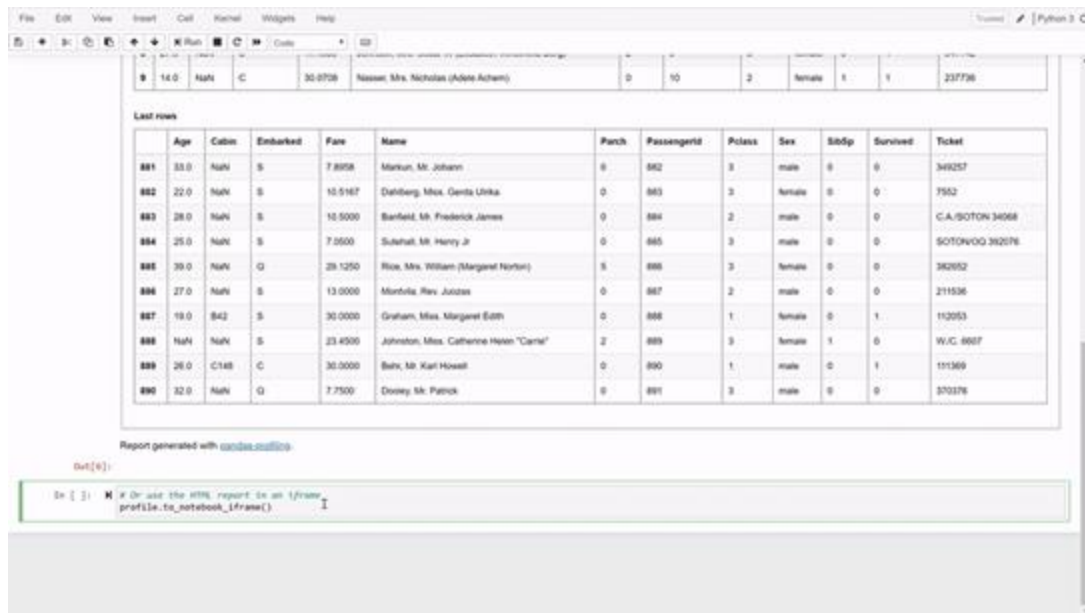 File Edit View Insert Cell Kernel Widgets Help Trusted Python 3
Run Code
9 14.0 NaN C 30.0708 Nasser, Mrs. Nicholas (Adele Achem) 0 10 2 female 1 1 237736
Last rows
Age Cabin Embarked Fare Name Parch PassengerId Pclass Sex SibSp Survived Ticket
881 33.0 NaN S 7.8958 Markun, Mr. Johann 0 882 3 male 0 0 349257
882 22.0 NaN S 10.5167 Dahlberg, Miss. Gerda Ulrika 0 883 3 female 0 0 7552
883 28.0 NaN S 10.5000 Banfield, Mr. Frederick James 0 884 2 male 0 0 C.A./SOTON 34068
884 25.0 NaN S 7.0500 Sutehall, Mr. Henry Jr 0 885 3 male 0 0 SOTON/OQ 392076
885 39.0 NaN Q 29.1250 Rice, Mrs. William (Margaret Norton) 5 886 3 female 0 0 382652
886 27.0 NaN S 13.0000 Montvila, Rev. Juozas 0 887 2 male 0 0 211536
887 19.0 B42 S 30.0000 Graham, Miss. Margaret Edith 0 888 1 female 0 1 112053
888 NaN NaN S 23.4500 Johnston, Miss. Catherine Helen "Carrie" 2 889 3 female 1 0 W./C. 6607
889 26.0 C148 C 30.0000 Behr, Mr. Karl Howell 0 890 1 male 0 1 111369
890 32.0 NaN Q 7.7500 Dooley, Mr. Patrick 0 891 3 male 0 0 370376
Report generated with pandas-profiling.
Out[6]:
In [ ]: # Or use the HTML report in an iframe
profile.to_notebook_iframe()